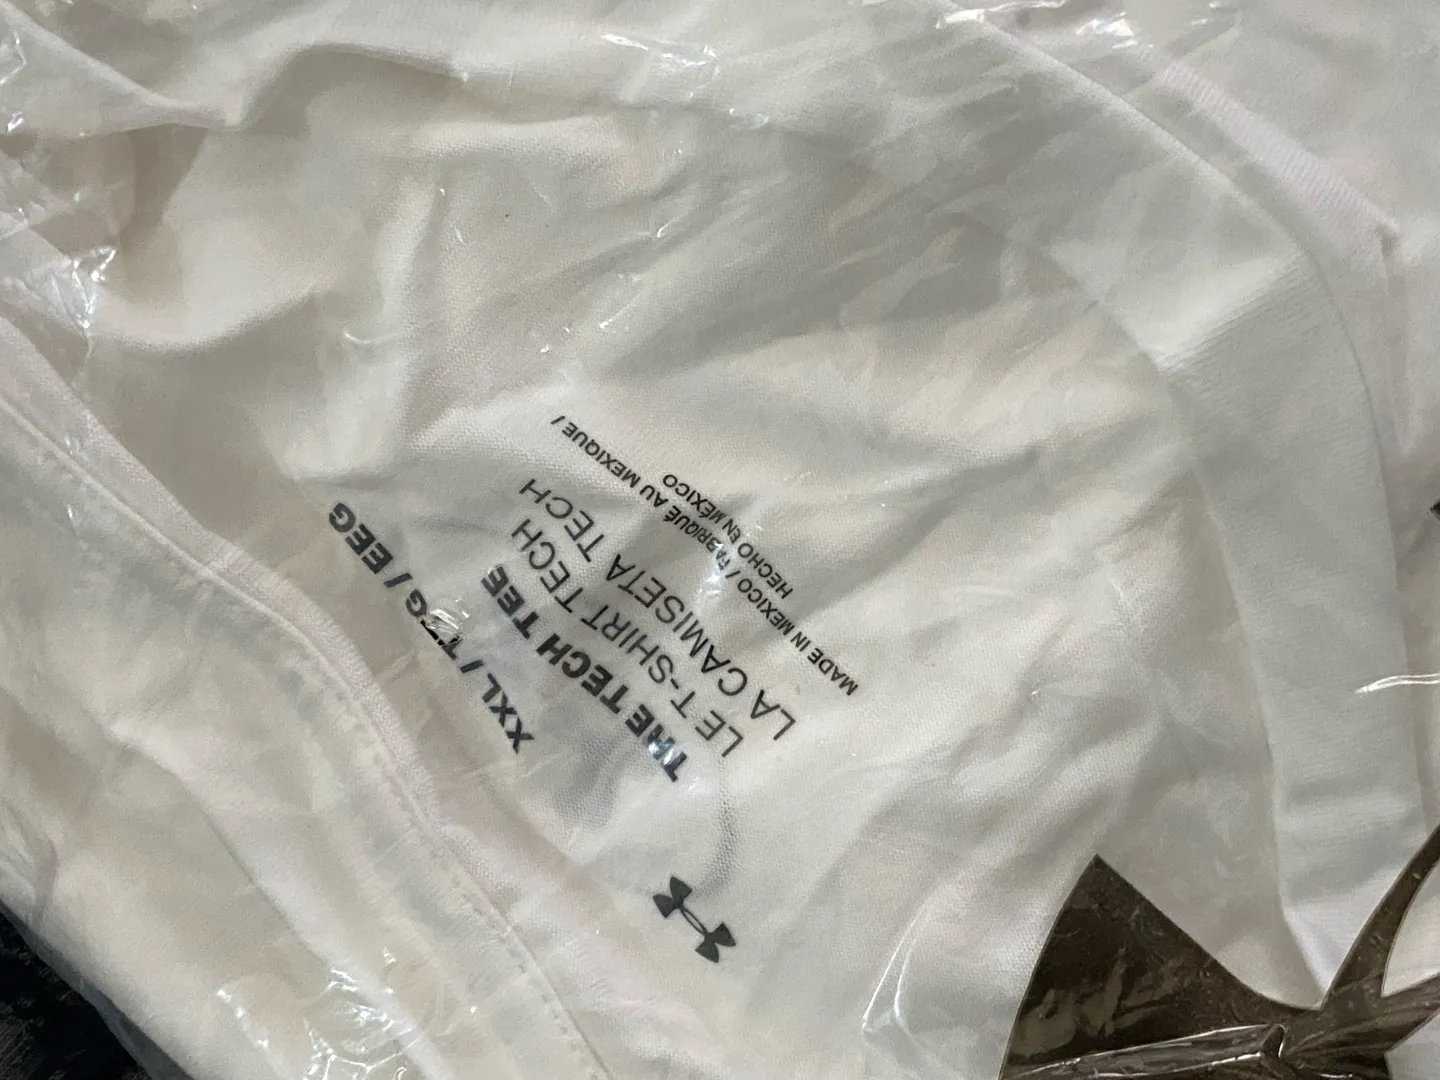 XXL / TTG / EEG
THE TECH TEE
LE T-SHIRT TECH
LA CAMISETA TECH
MADE IN MEXICO / FABRIQUÉ AU MEXIQUE /
HECHO EN MÉXICO